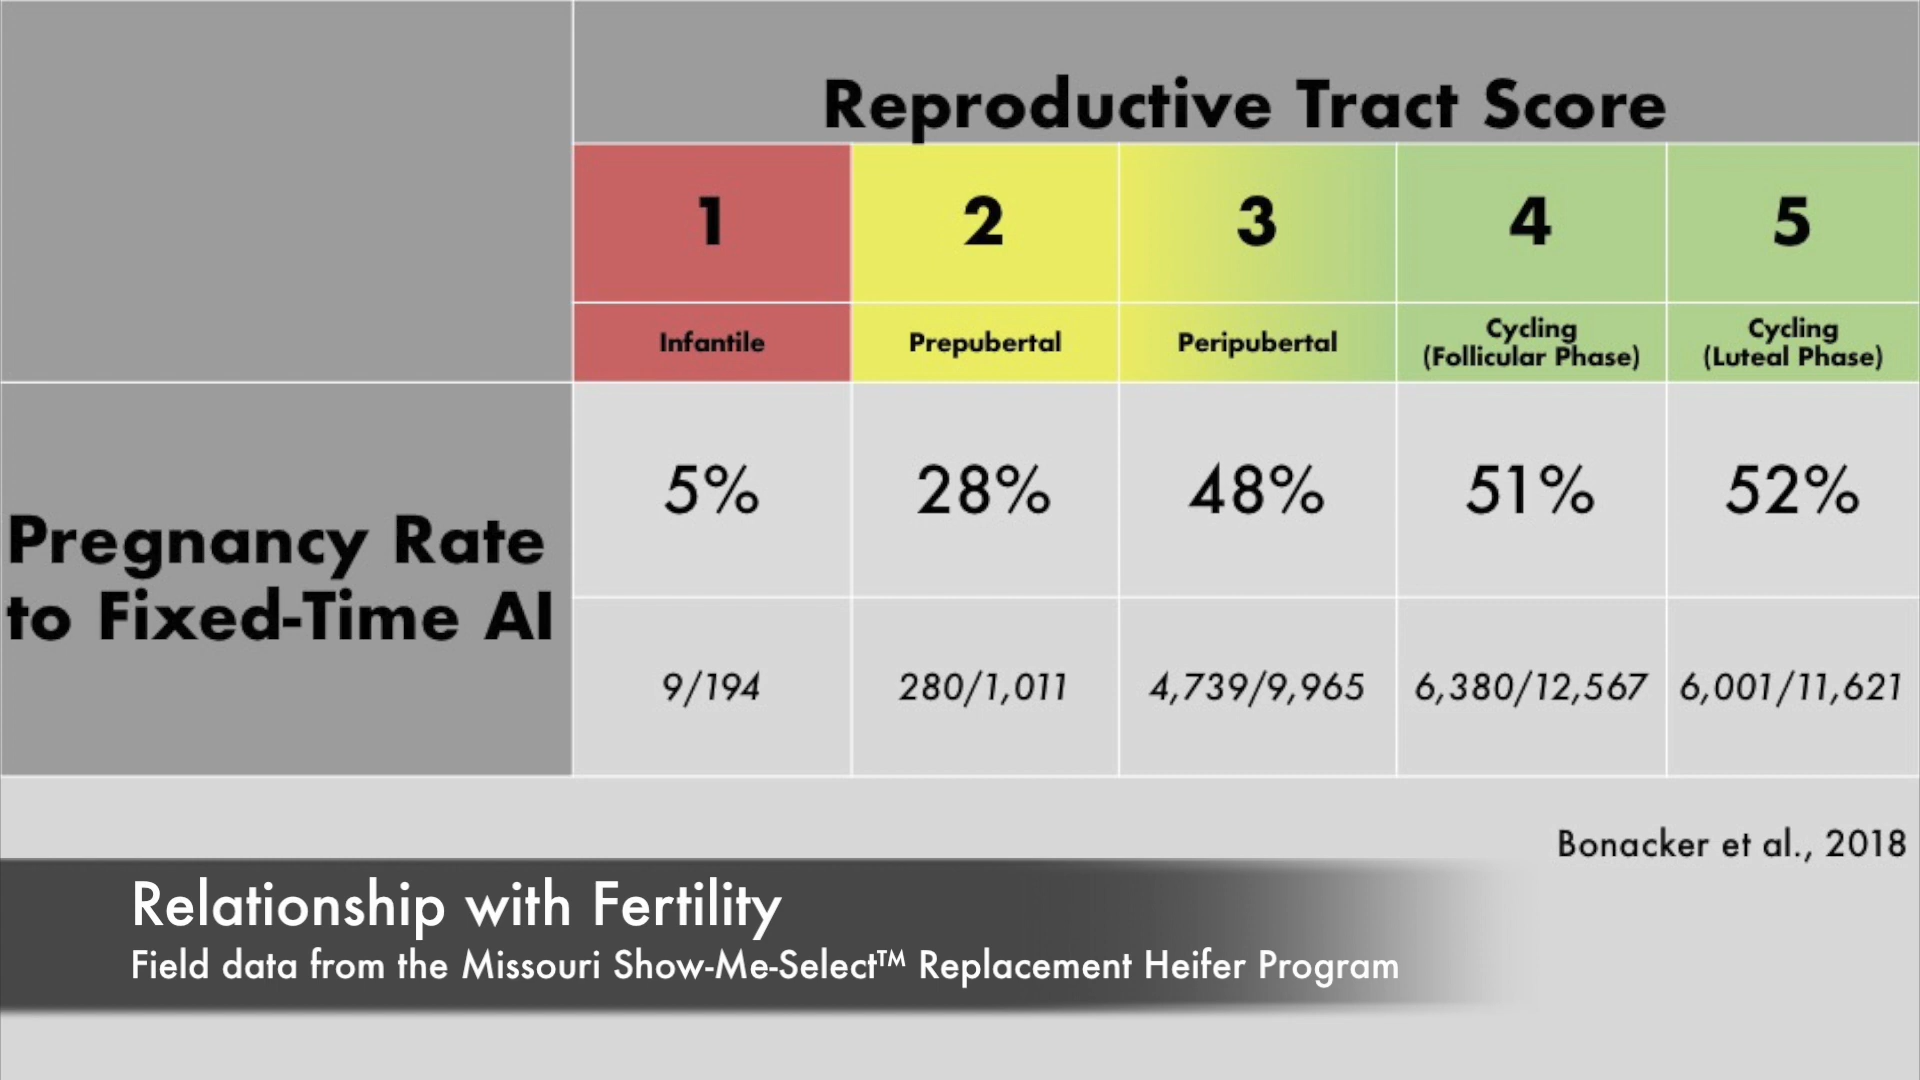 Reproductive Tract Score
1 2 3 4 5
Infantile Prepubertal Peripubertal Cycling (Follicular Phase) Cycling (Luteal Phase)
Pregnancy Rate
to Fixed-Time AI
5% 28% 48% 51% 52%
9/194 280/1,011 4,739/9,965 6,380/12,567 6,001/11,621
Bonacker et al., 2018
Relationship with Fertility
Field data from the Missouri Show-Me-Select™ Replacement Heifer Program